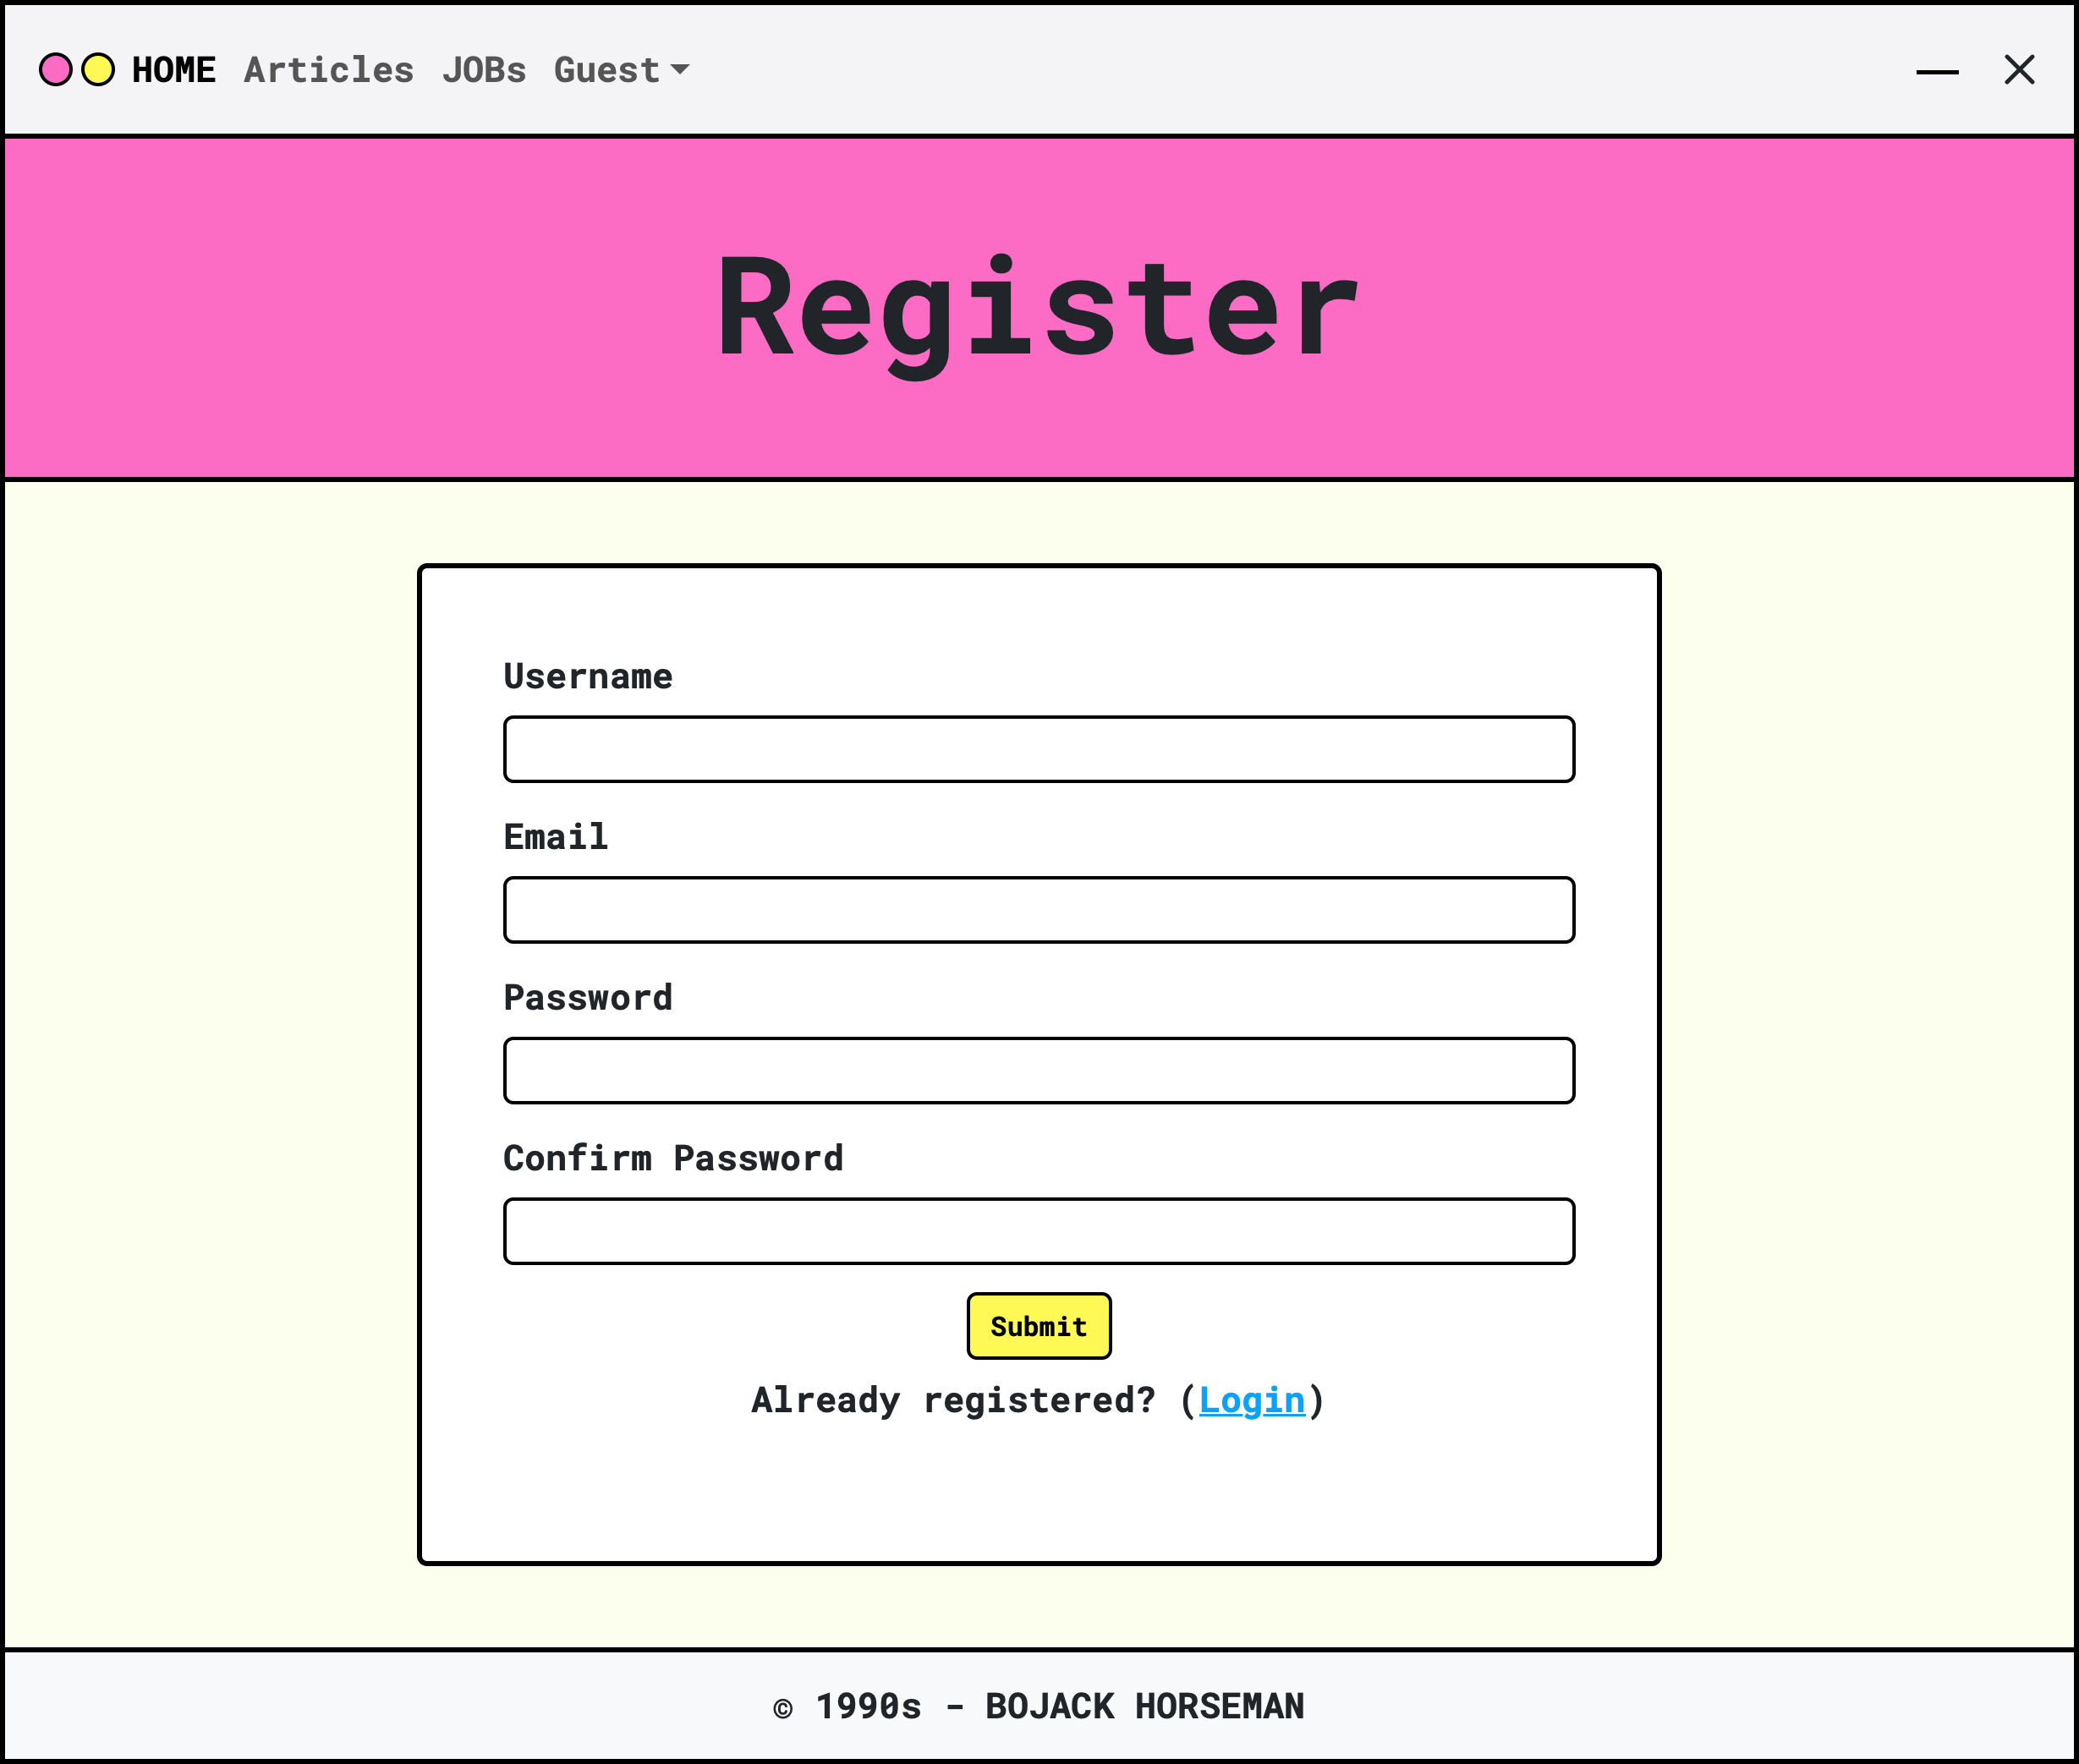 HOME Articles JOBs Guest
Register
Username
Email
Password
Confirm Password
Submit
Already registered? (Login)
© 1990s - BOJACK HORSEMAN